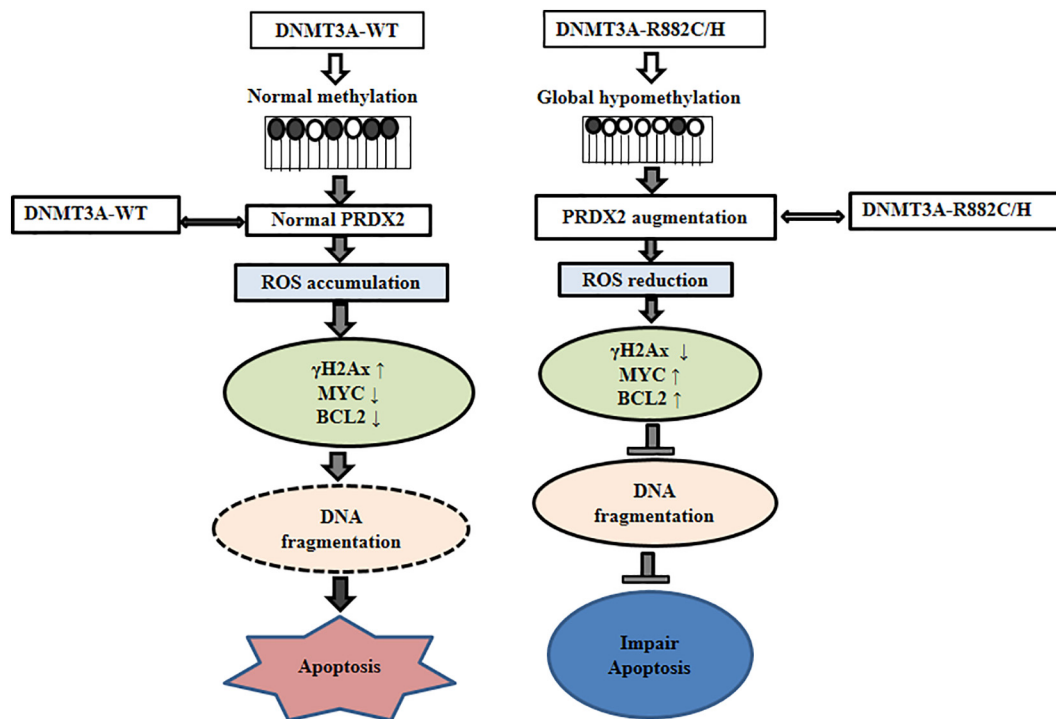 DNMT3A-WT
Normal methylation
DNMT3A-WT
Normal PRDX2
ROS accumulation
γH2Ax ↑
MYC ↓
BCL2 ↓
DNA
fragmentation
Apoptosis
DNMT3A-R882C/H
Global hypomethylation
PRDX2 augmentation
DNMT3A-R882C/H
ROS reduction
γH2Ax ↓
MYC ↑
BCL2 ↑
DNA
fragmentation
Impair
Apoptosis